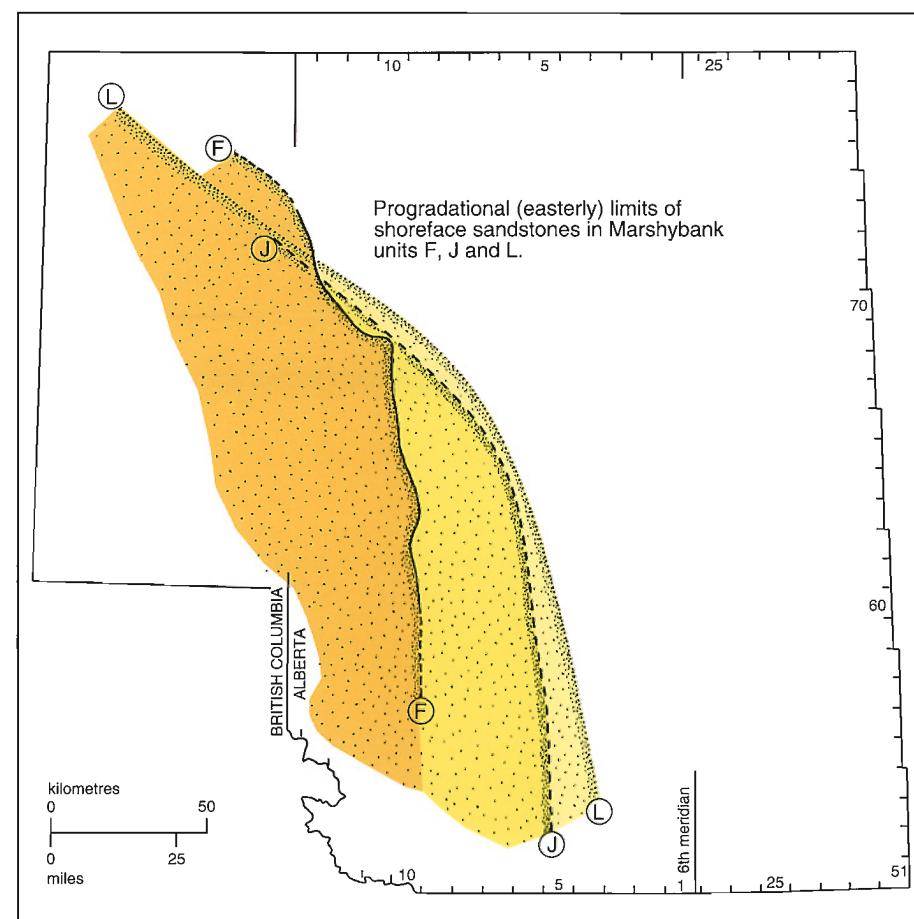 10 5 25
L
F
Progradational (easterly) limits of
shoreface sandstones in Marshybank
units F, J and L.
J
70
60
BRITISH COLUMBIA
ALBERTA
F
kilometres
0 50
0 25
miles
L
J
6th meridian
10 5 1 25 51